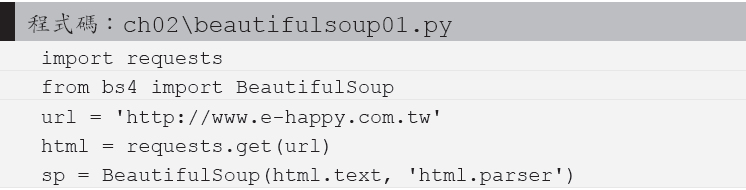 程式碼：ch02\beautifulsoup01.py
import requests
from bs4 import BeautifulSoup
url = 'http://www.e-happy.com.tw'
html = requests.get(url)
sp = BeautifulSoup(html.text, 'html.parser')